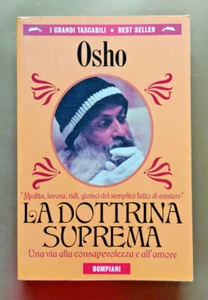 I GRANDI TASCABILI • BEST SELLER
Osho
"Medita, lavora, ridi, gioisci del semplice fatto di esistere"
LA DOTTRINA
SUPREMA
Una via alla consapevolezza e all'amore
BOMPIANI